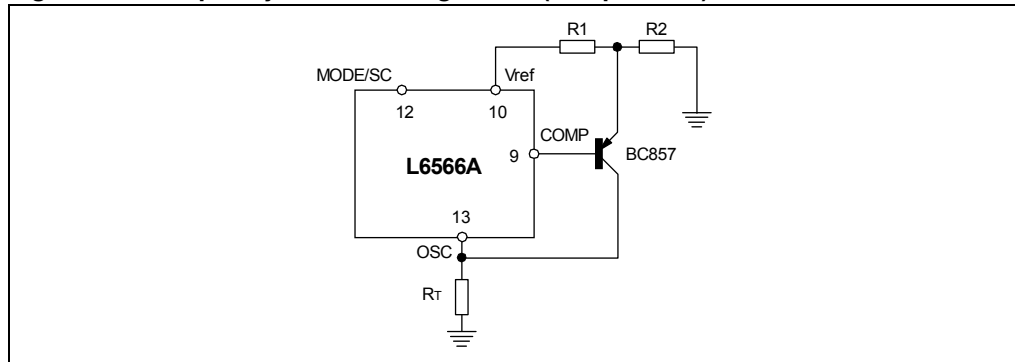 R1 R2
MODE/SC Vref
12 10
COMP
9 BC857
L6566A
13
OSC
RT